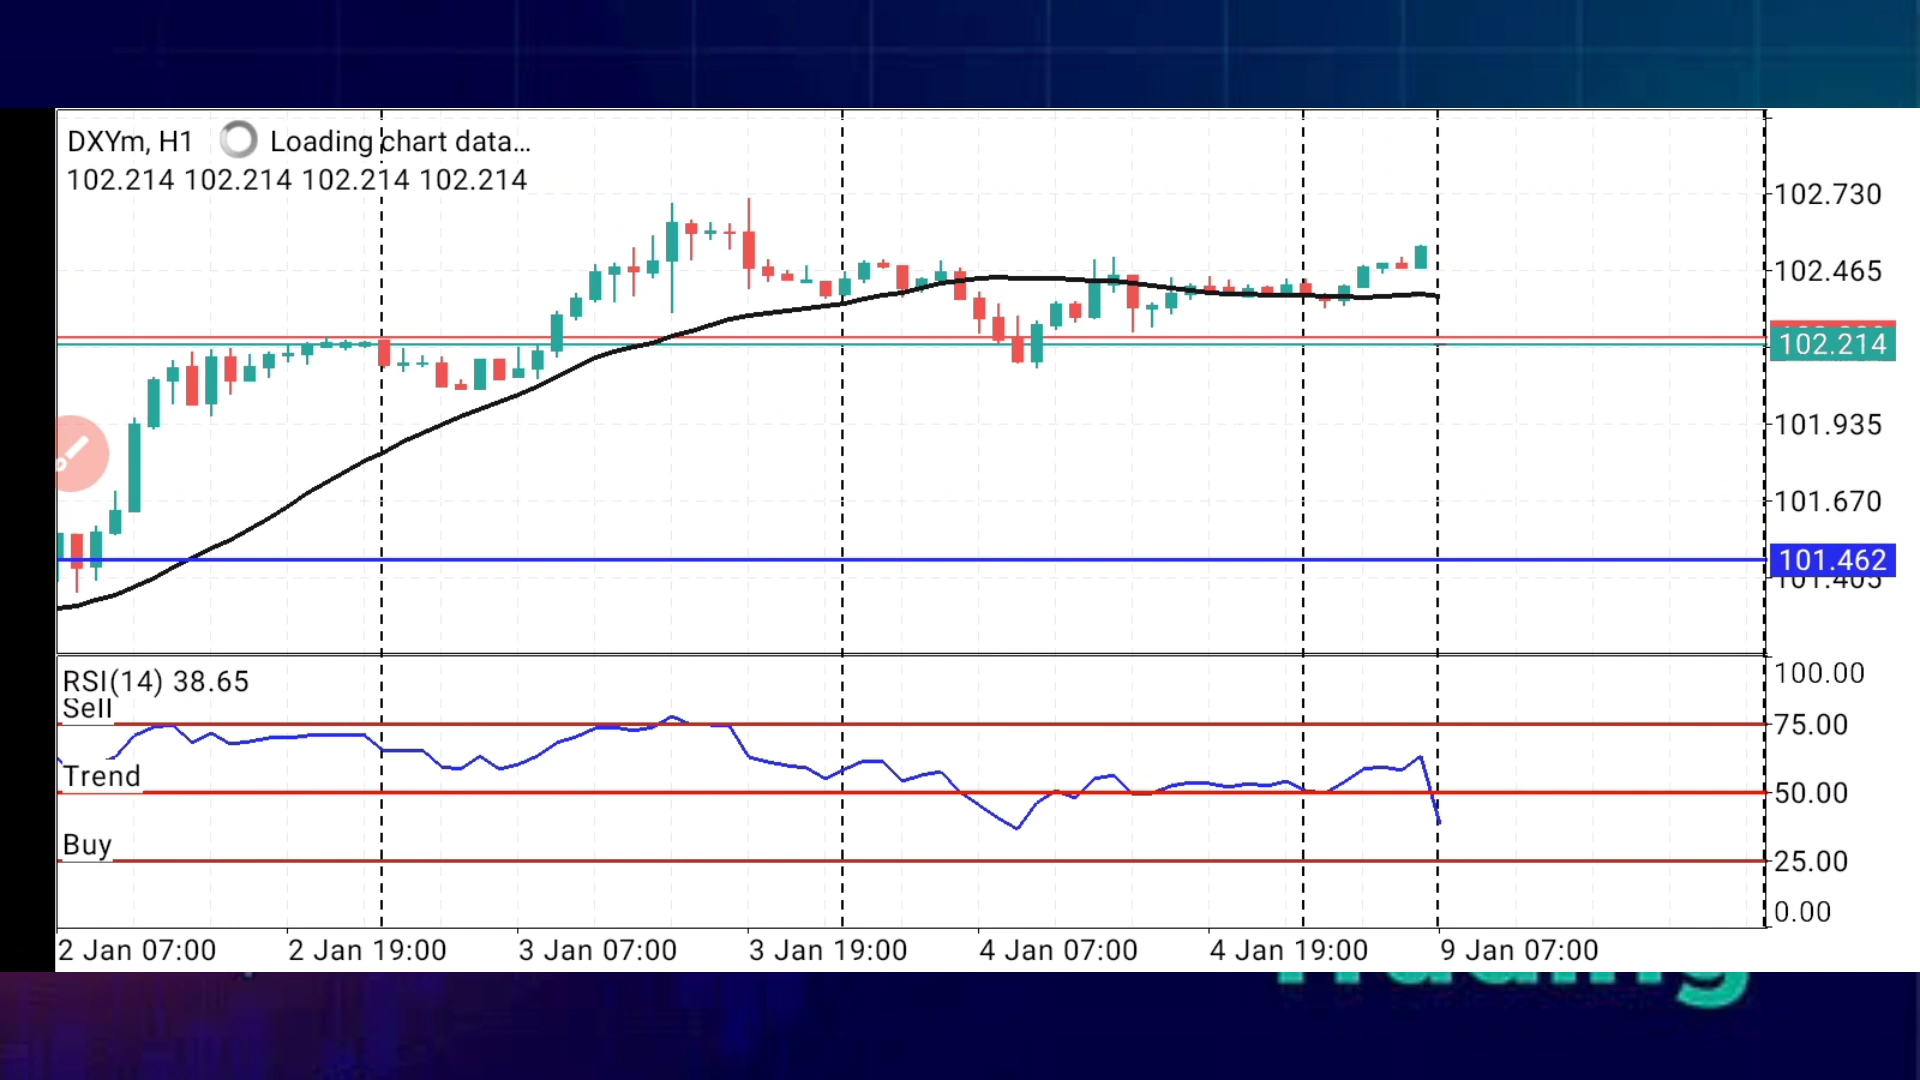 DXYm, H1 Loading chart data...
102.214 102.214 102.214 102.214
102.730
102.465
102.214
101.935
101.670
101.462
101.405
RSI(14) 38.65
Sell
Trend
Buy
100.00
75.00
50.00
25.00
0.00
2 Jan 07:00 2 Jan 19:00 3 Jan 07:00 3 Jan 19:00 4 Jan 07:00 4 Jan 19:00 9 Jan 07:00